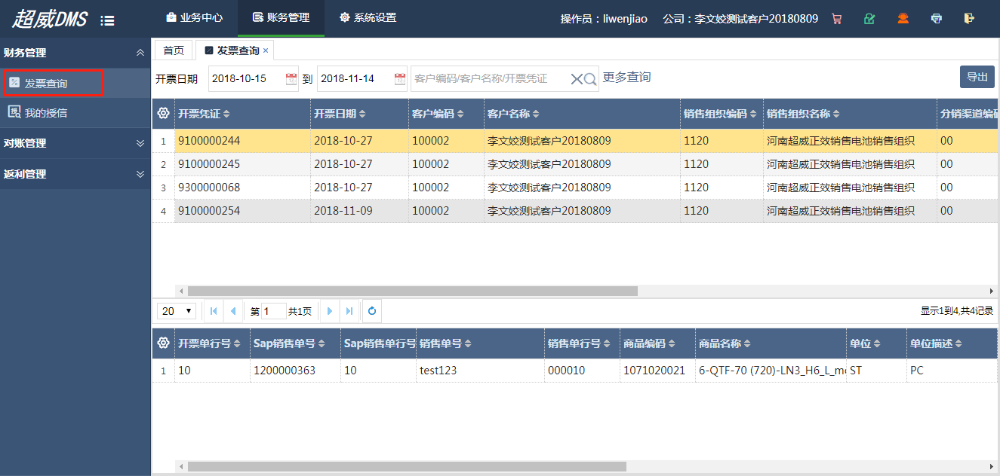 超威DMS 业务中心 账务管理 系统设置 操作员：liwenjiao 公司：李文姣测试客户20180809
财务管理
发票查询
我的授信
对账管理
返利管理
首页 发票查询 ×
开票日期 2018-10-15 到 2018-11-14 客户编码/客户名称/开票凭证 更多查询 导出
开票凭证 开票日期 客户编码 客户名称 销售组织编码 销售组织名称 分销渠道编码
1 9100000244 2018-10-27 100002 李文姣测试客户20180809 1120 河南超威正效销售电池销售组织 00
2 9100000245 2018-10-27 100002 李文姣测试客户20180809 1120 河南超威正效销售电池销售组织 00
3 9300000068 2018-10-27 100002 李文姣测试客户20180809 1120 河南超威正效销售电池销售组织 00
4 9100000254 2018-11-09 100002 李文姣测试客户20180809 1120 河南超威正效销售电池销售组织 00
20 第 1 共1页 显示1到4,共4记录
开票单行号 Sap销售单号 Sap销售单行号 销售单号 销售单行号 商品编码 商品名称 单位 单位描述
1 10 1200000363 10 test123 000010 1071020021 6-QTF-70 (720)-LN3_H6_L_m ST PC